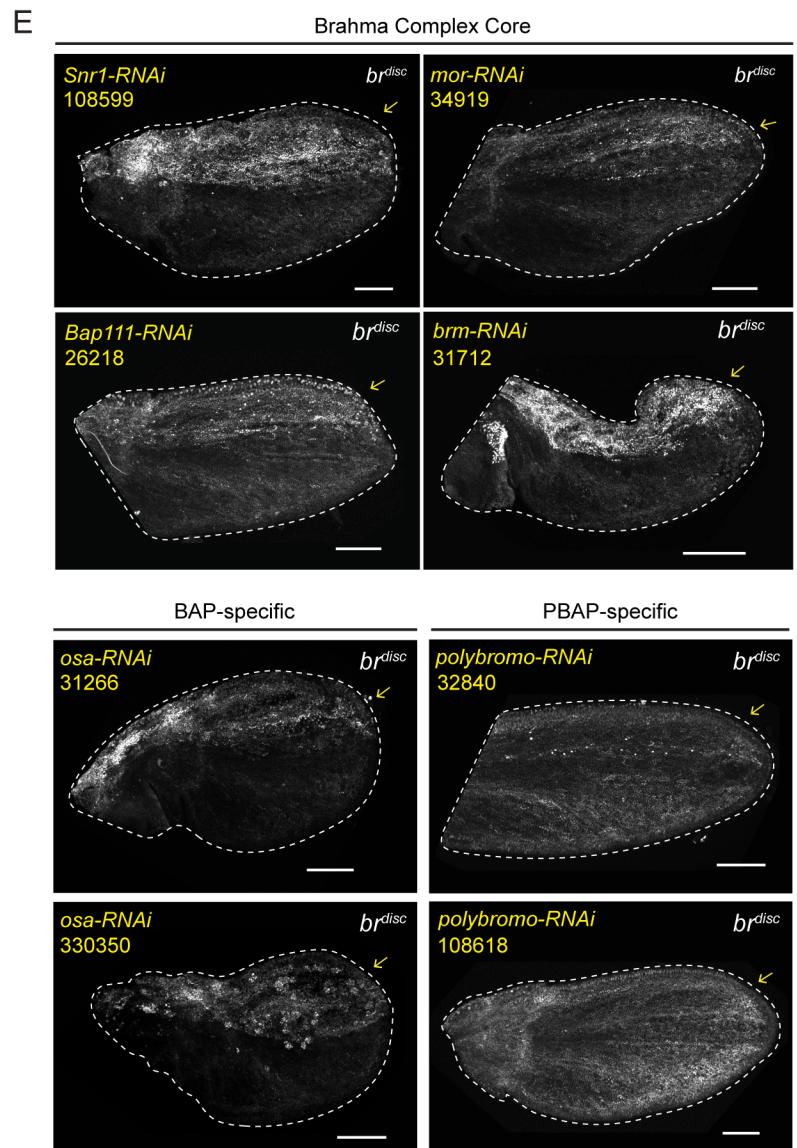 E
Brahma Complex Core
Snr1-RNAi
108599
br^disc
mor-RNAi
34919
br^disc
Bap111-RNAi
26218
br^disc
brm-RNAi
31712
br^disc
BAP-specific
PBAP-specific
osa-RNAi
31266
br^disc
polybromo-RNAi
32840
br^disc
osa-RNAi
330350
br^disc
polybromo-RNAi
108618
br^disc